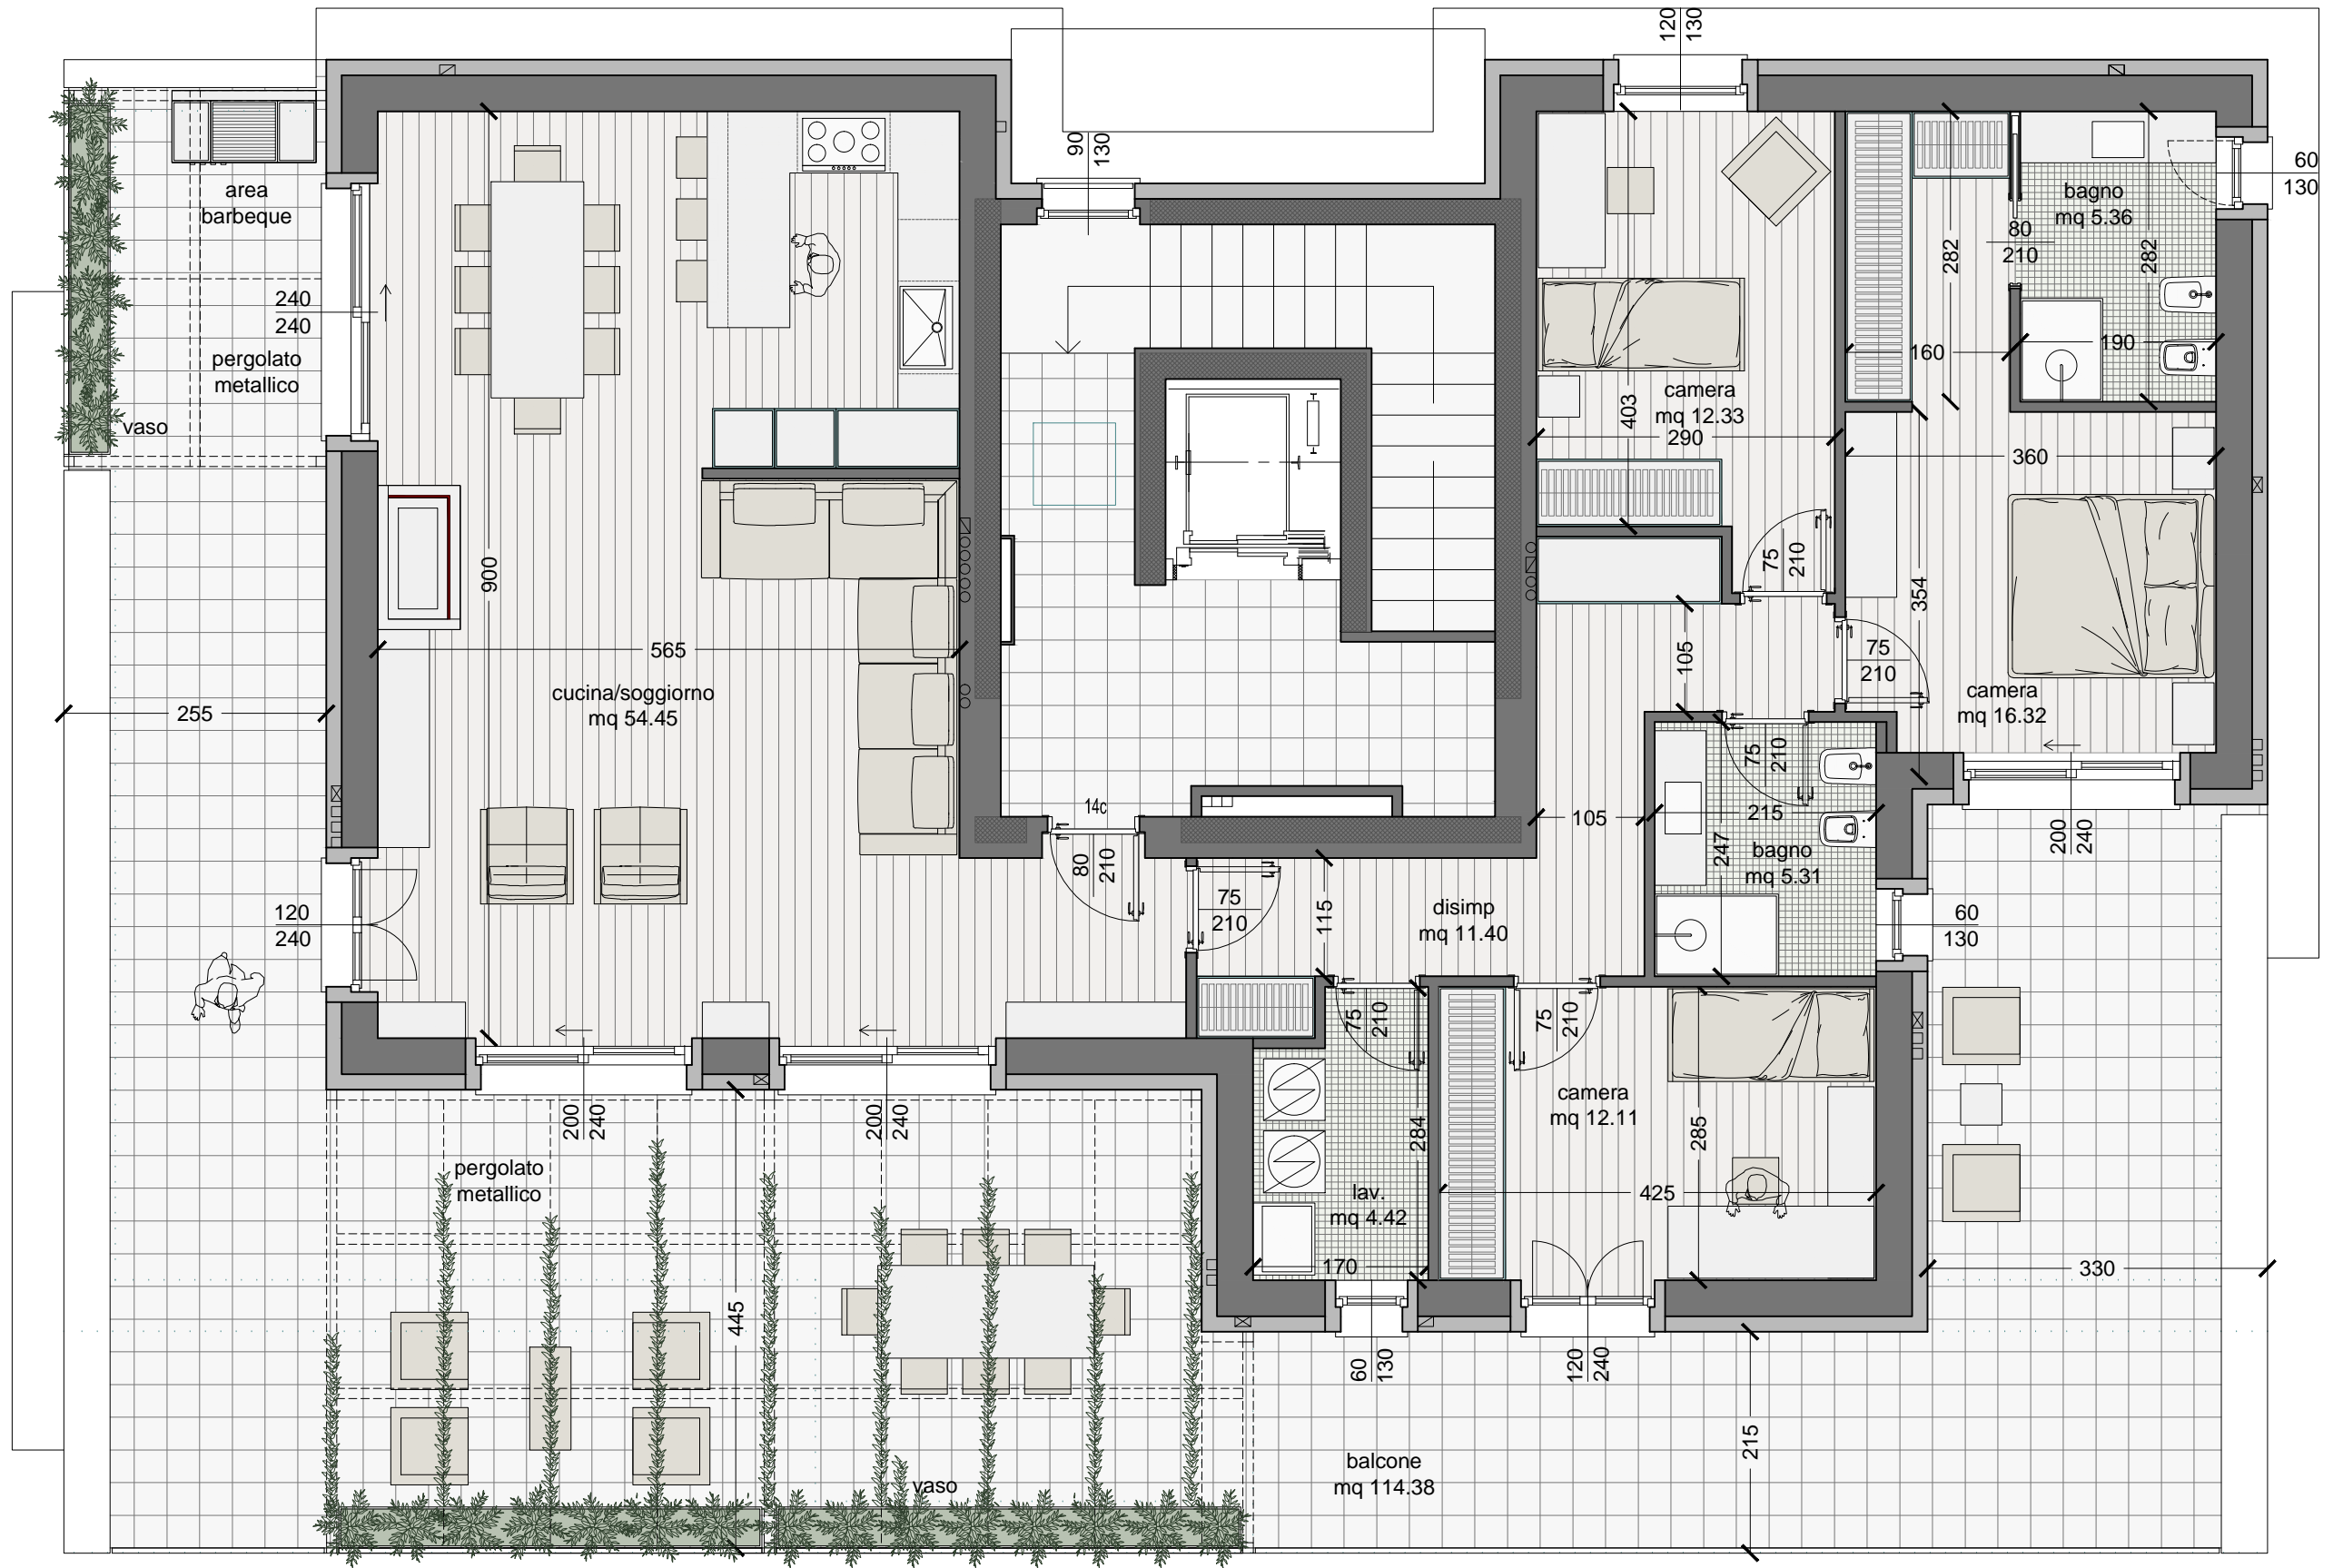 120
130
90
130
area
barbeque
bagno
mq 5.36
60
130
80
210
282
282
240
240
pergolato
metallico
vaso
160
190
camera
mq 12.33
403
290
360
900
75
210
354
565
105
75
210
cucina/soggiorno
mq 54.45
255
camera
mq 16.32
75
210
14c
105
215
200
240
80
210
247
bagno
mq 5.31
75
210
115
disimp
mq 11.40
120
240
60
130
75
210
75
210
200
240
200
240
camera
mq 12.11
284
285
pergolato
metallico
lav.
mq 4.42
425
170
330
445
60
130
120
240
215
balcone
mq 114.38
vaso